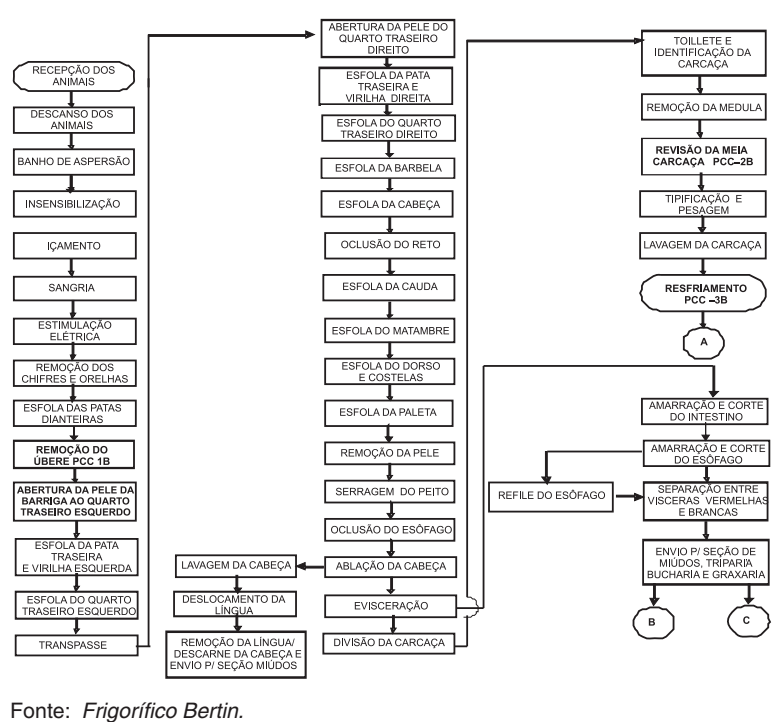 RECEPÇÃO DOS
ANIMAIS
DESCANSO DOS
ANIMAIS
BANHO DE ASPERSÃO
INSENSIBILIZAÇÃO
IÇAMENTO
SANGRIA
ESTIMULAÇÃO
ELÉTRICA
REMOÇÃO DOS
CHIFRES E ORELHAS
ESFOLA DAS PATAS
DIANTEIRAS
REMOÇÃO DO
ÚBERE PCC 1B
ABERTURA DA PELE DA
BARRIGA AO QUARTO
TRASEIRO ESQUERDO
ESFOLA DA PATA
TRASEIRA
E VIRILHA ESQUERDA
ESFOLA DO QUARTO
TRASEIRO ESQUERDO
TRANSPASSE
ABERTURA DA PELE DO
QUARTO TRASEIRO
DIREITO
ESFOLA DA PATA
TRASEIRA E
VIRILHA DIREITA
ESFOLA DO QUARTO
TRASEIRO DIREITO
ESFOLA DA BARBELA
ESFOLA DA CABEÇA
OCLUSÃO DO RETO
ESFOLA DA CAUDA
ESFOLA DO MATAMBRE
ESFOLA DO DORSO
E COSTELAS
ESFOLA DA PALETA
REMOÇÃO DA PELE
SERRAGEM DO PEITO
OCLUSÃO DO ESÔFAGO
ABLAÇÃO DA CABEÇA
EVISCERAÇÃO
DIVISÃO DA CARCAÇA
LAVAGEM DA CABEÇA
DESLOCAMENTO DA
LÍNGUA
REMOÇÃO DA LÍNGUA/
DESCARNE DA CABEÇA E
ENVIO P/ SEÇÃO MIÚDOS
TOILLETE E
IDENTIFICAÇÃO DA
CARCAÇA
REMOÇÃO DA MEDULA
REVISÃO DA MEIA
CARCAÇA PCC–2B
TIPIFICAÇÃO E
PESAGEM
LAVAGEM DA CARCAÇA
RESFRIAMENTO
PCC –3B
A
AMARRAÇÃO E CORTE
DO INTESTINO
AMARRAÇÃO E CORTE
DO ESÔFAGO
REFILE DO ESÔFAGO
SEPARAÇÃO ENTRE
VISCERAS VERMELHAS
E BRANCAS
ENVIO P/ SEÇÃO DE
MIÚDOS, TRIPARIA
BUCHARIA E GRAXARIA
B
C
Fonte: Frigorífico Bertin.